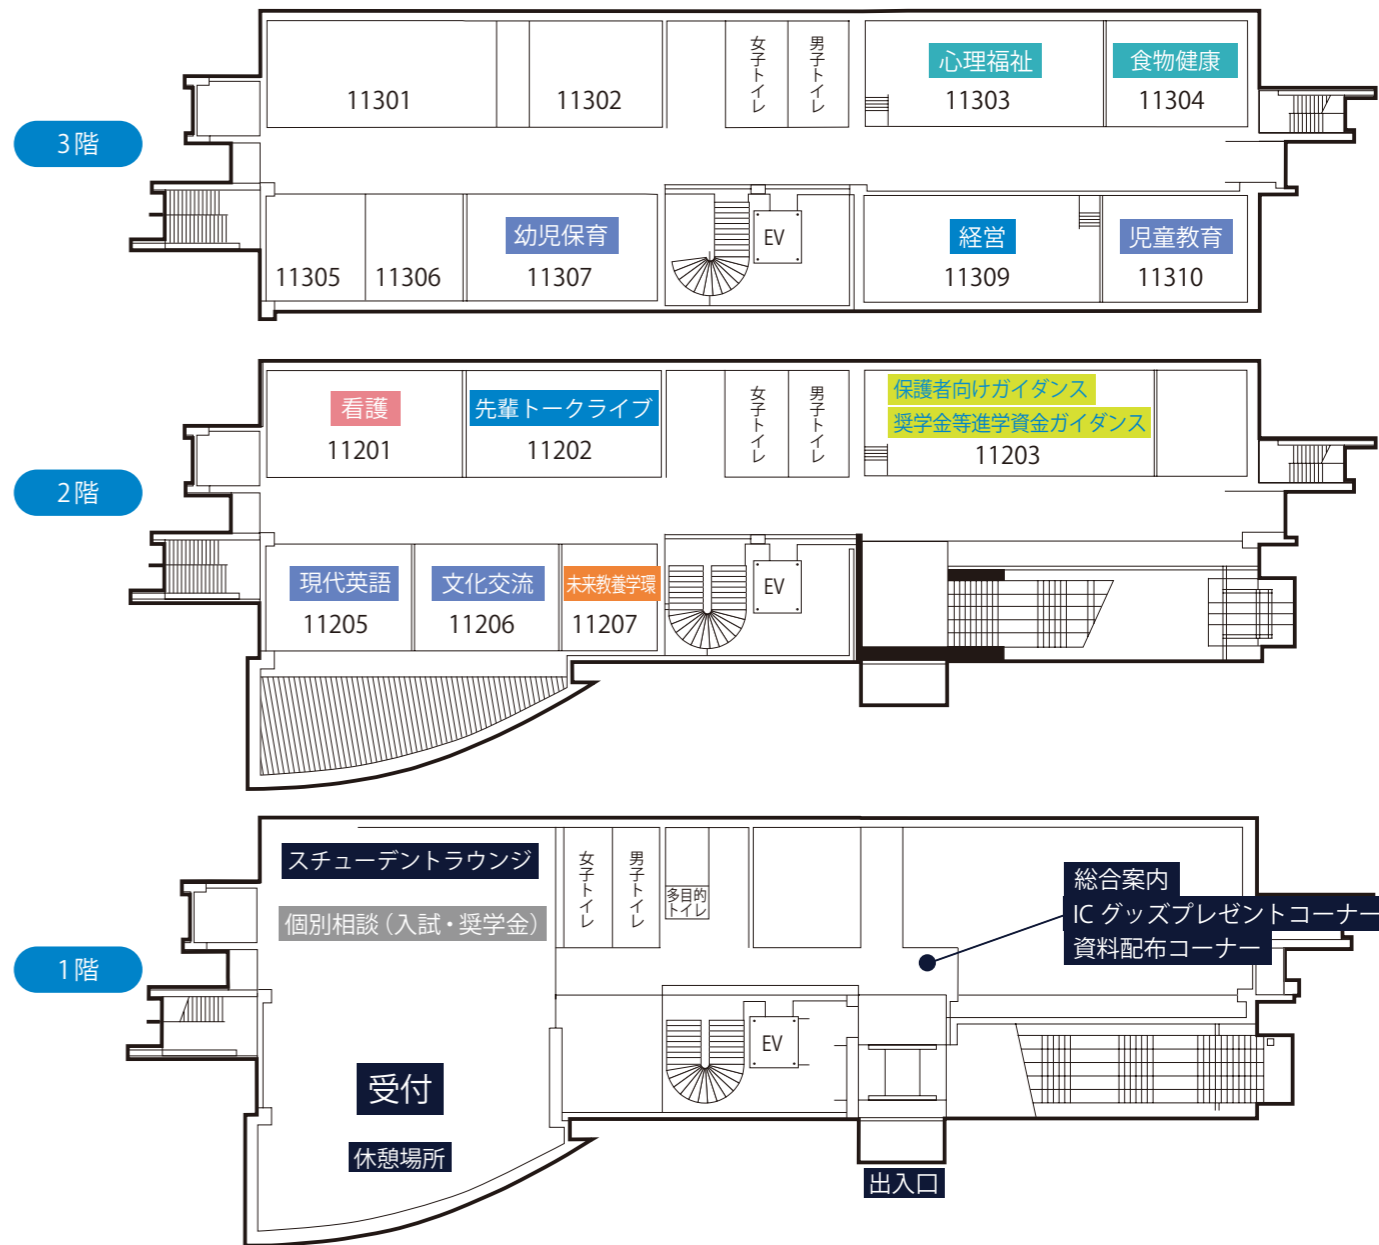 3階
11301
11302
女子トイレ
男子トイレ
心理福祉
11303
食物健康
11304
11305
11306
幼児保育
11307
EV
経営
11309
児童教育
11310
2階
看護
11201
先輩トークライブ
11202
女子トイレ
男子トイレ
保護者向けガイダンス
奨学金等進学資金ガイダンス
11203
現代英語
11205
文化交流
11206
未来教養学環
11207
EV
1階
スチューデントラウンジ
個別相談（入試・奨学金）
女子トイレ
男子トイレ
多目的
トイレ
総合案内
IC グッズプレゼントコーナー
資料配布コーナー
EV
受付
休憩場所
出入口